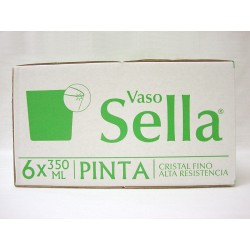 Vaso
Sella®
6x350 ML PINTA
CRISTAL FINO
ALTA RESISTENCIA